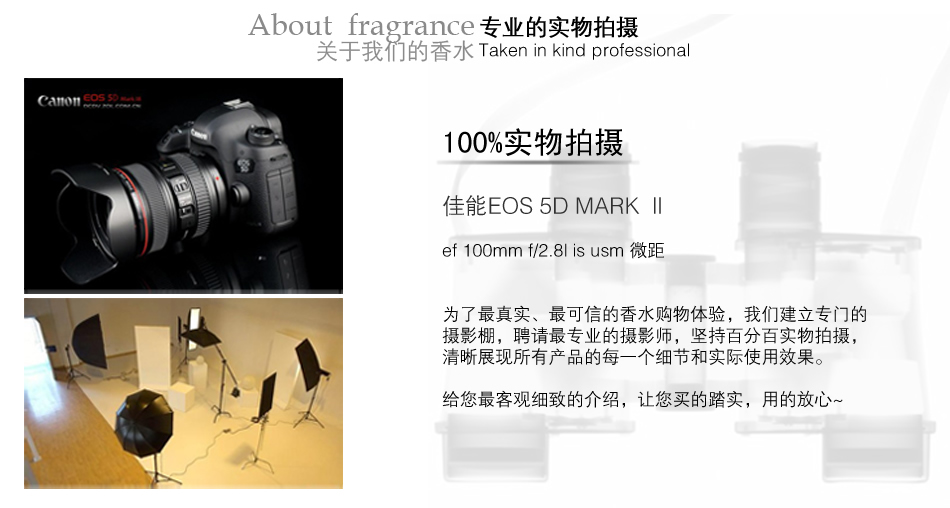 About fragrance 专业的实物拍摄
关于我们的香水 Taken in kind professional
Canon EOS 5D Mark III
100%实物拍摄
佳能EOS 5D MARK II
ef 100mm f/2.8l is usm 微距
为了最真实、最可信的香水购物体验，我们建立专门的
摄影棚，聘请最专业的摄影师，坚持百分百实物拍摄，
清晰展现所有产品的每一个细节和实际使用效果。
给您最客观细致的介绍，让您买的踏实，用的放心~